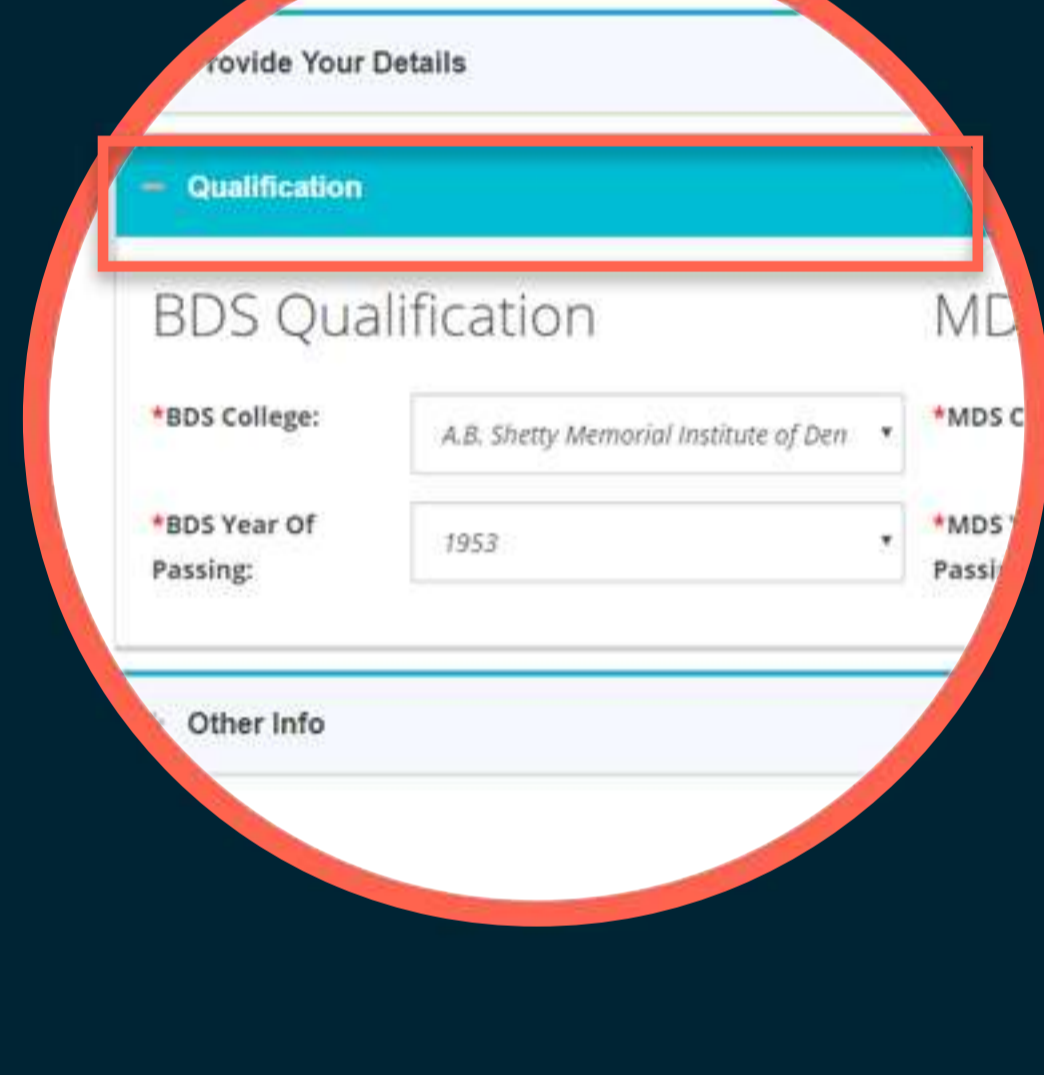 rovide Your Details
Qualification
BDS Qualification
MD
*BDS College:
A.B. Shetty Memorial Institute of Den
*MDS C
*BDS Year Of
Passing:
1953
*MDS
Passi
Other Info